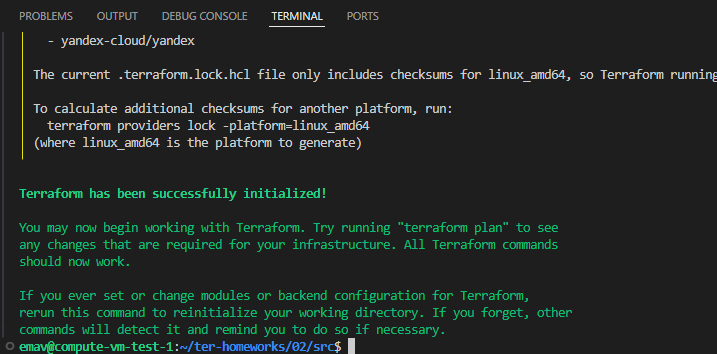 PROBLEMS OUTPUT DEBUG CONSOLE TERMINAL PORTS
- yandex-cloud/yandex
The current .terraform.lock.hcl file only includes checksums for linux_amd64, so Terraform running
To calculate additional checksums for another platform, run:
terraform providers lock -platform=linux_amd64
(where linux_amd64 is the platform to generate)
Terraform has been successfully initialized!
You may now begin working with Terraform. Try running "terraform plan" to see
any changes that are required for your infrastructure. All Terraform commands
should now work.
If you ever set or change modules or backend configuration for Terraform,
rerun this command to reinitialize your working directory. If you forget, other
commands will detect it and remind you to do so if necessary.
emav@compute-vm-test-1:~/ter-homeworks/02/src$